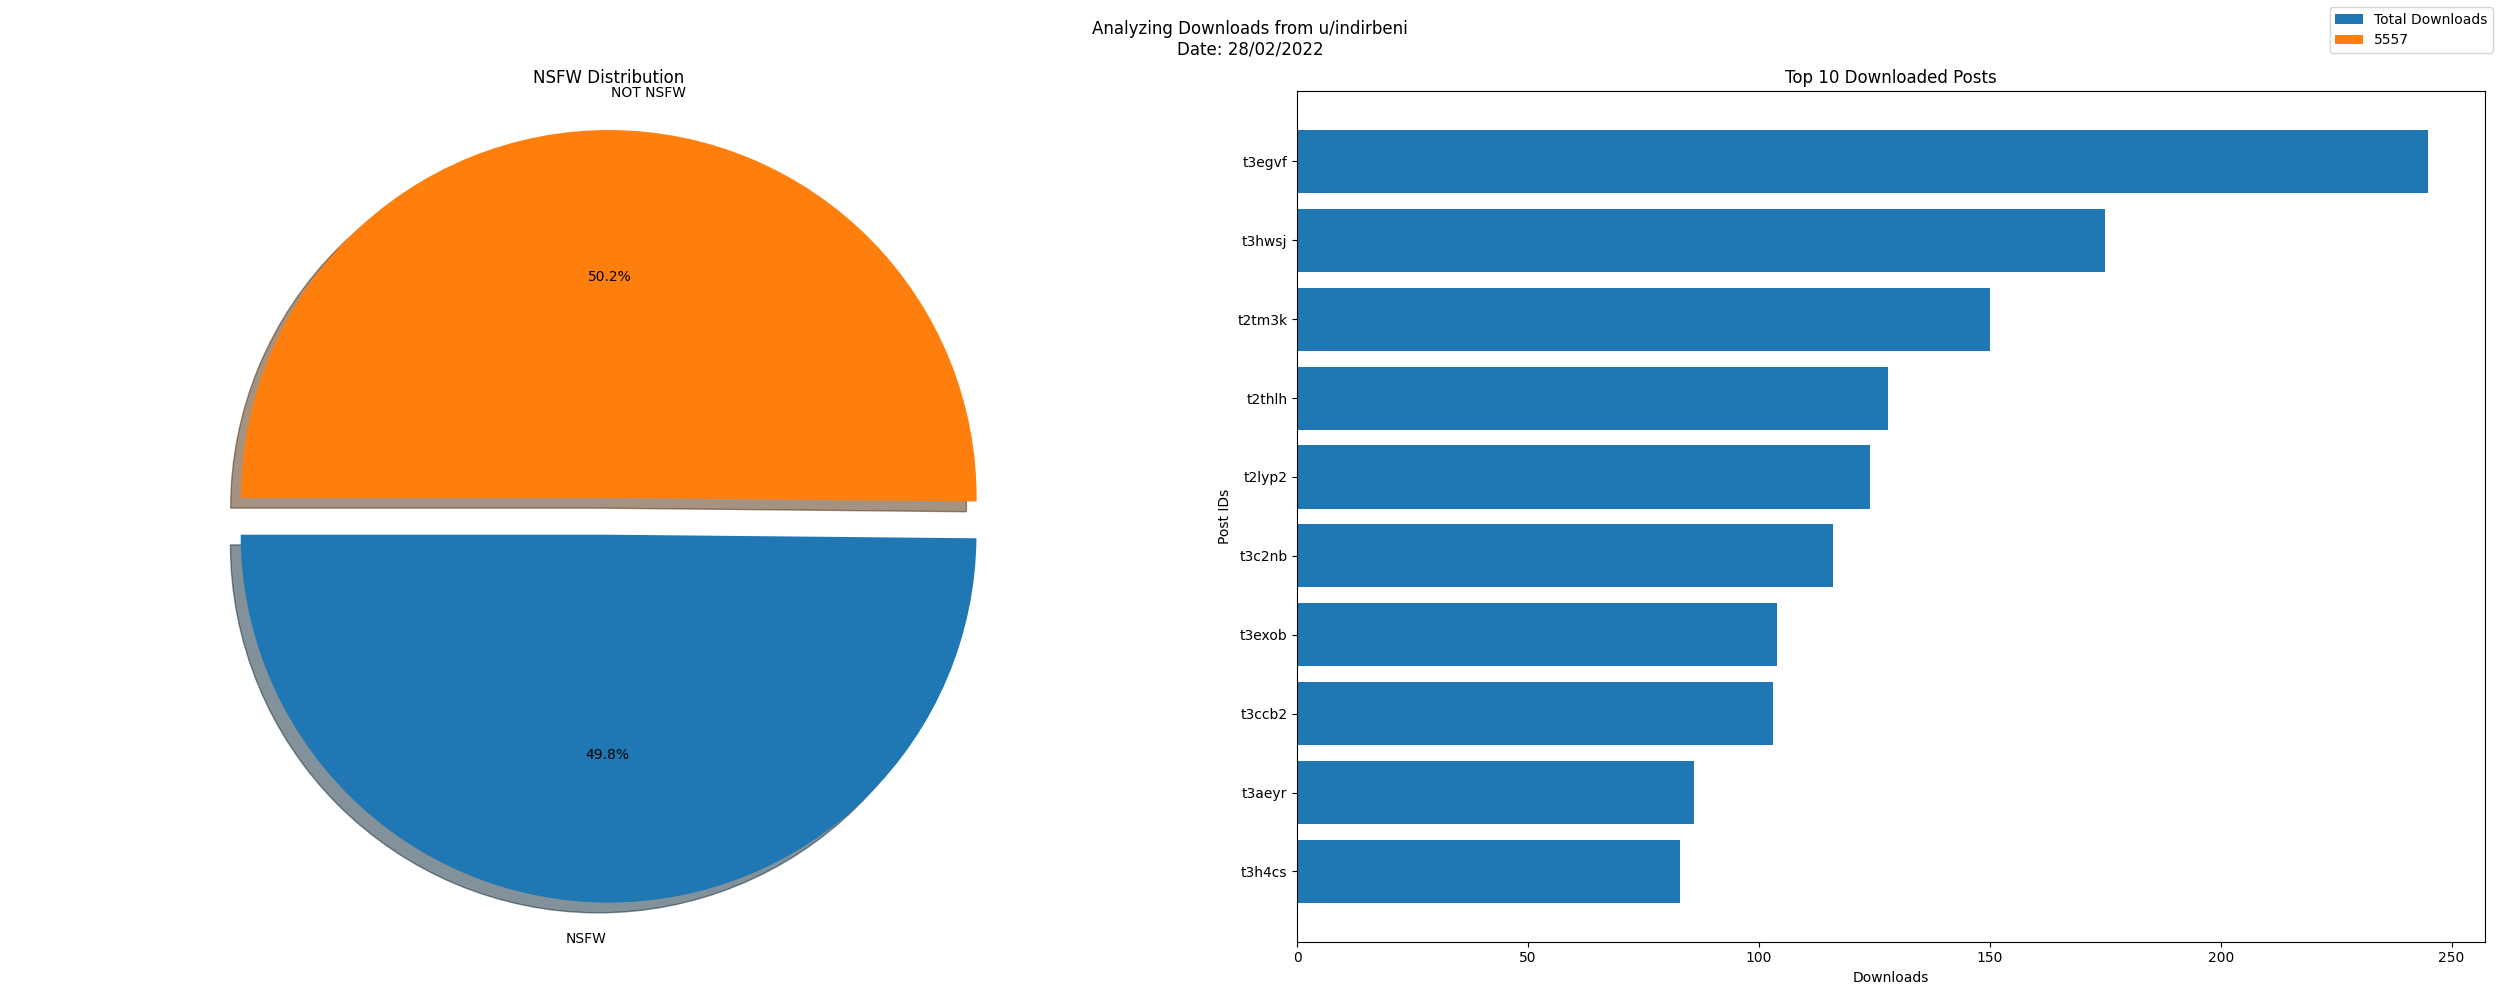 Analyzing Downloads from u/indirbeni
Date: 28/02/2022
Total Downloads
5557
NSFW Distribution
NOT NSFW
50.2%
49.8%
NSFW
Top 10 Downloaded Posts
Post IDs
t3egvf
t3hwsj
t2tm3k
t2thlh
t2lyp2
t3c2nb
t3exob
t3ccb2
t3aeyr
t3h4cs
0 50 100 150 200 250
Downloads